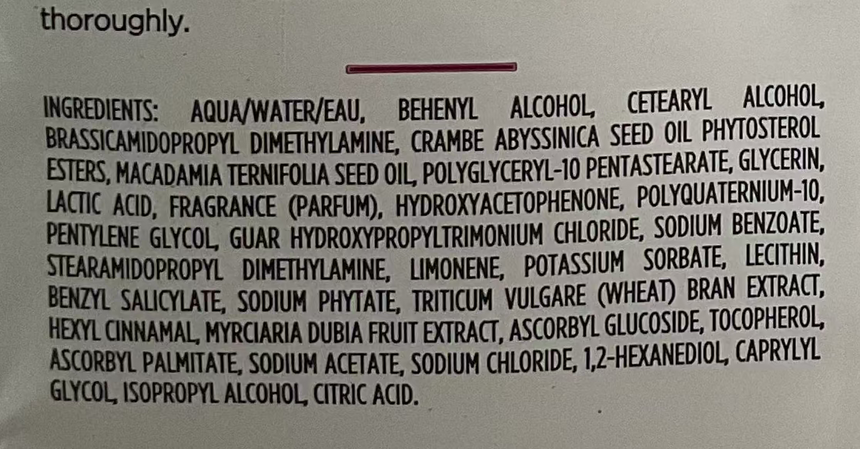 thoroughly.
INGREDIENTS: AQUA/WATER/EAU, BEHENYL ALCOHOL, CETEARYL ALCOHOL,
BRASSICAMIDOPROPYL DIMETHYLAMINE, CRAMBE ABYSSINICA SEED OIL PHYTOSTEROL
ESTERS, MACADAMIA TERNIFOLIA SEED OIL, POLYGLYCERYL-10 PENTASTEARATE, GLYCERIN,
LACTIC ACID, FRAGRANCE (PARFUM), HYDROXYACETOPHENONE, POLYQUATERNIUM-10,
PENTYLENE GLYCOL, GUAR HYDROXYPROPYLTRIMONIUM CHLORIDE, SODIUM BENZOATE,
STEARAMIDOPROPYL DIMETHYLAMINE, LIMONENE, POTASSIUM SORBATE, LECITHIN,
BENZYL SALICYLATE, SODIUM PHYTATE, TRITICUM VULGARE (WHEAT) BRAN EXTRACT,
HEXYL CINNAMAL, MYRCIARIA DUBIA FRUIT EXTRACT, ASCORBYL GLUCOSIDE, TOCOPHEROL,
ASCORBYL PALMITATE, SODIUM ACETATE, SODIUM CHLORIDE, 1,2-HEXANEDIOL, CAPRYLYL
GLYCOL, ISOPROPYL ALCOHOL, CITRIC ACID.